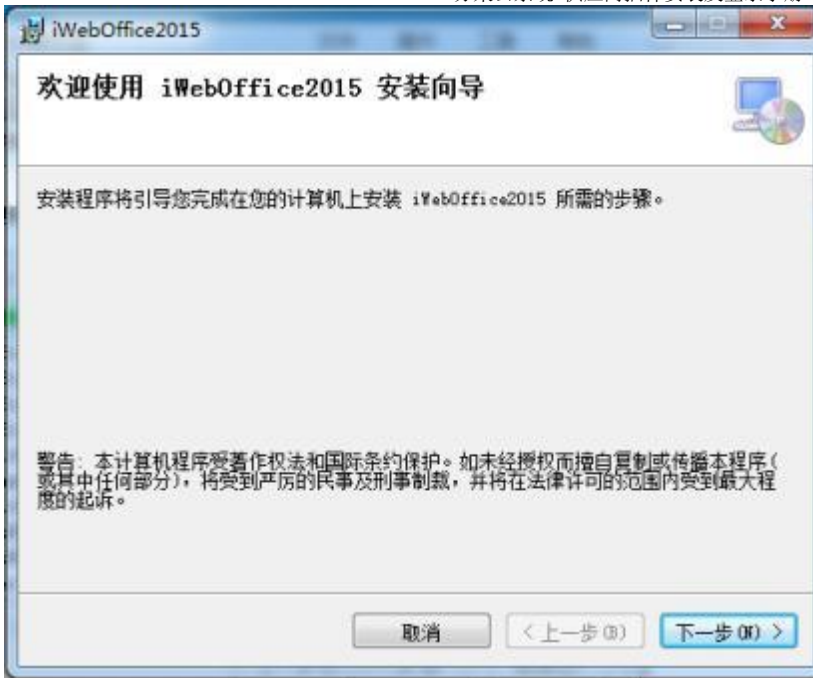 iWebOffice2015
欢迎使用 iWebOffice2015 安装向导
安装程序将引导您完成在您的计算机上安装 iWebOffice2015 所需的步骤。
警告: 本计算机程序受著作权法和国际条约保护。如未经授权而擅自复制或传播本程序(
或其中任何部分)，将受到严厉的民事及刑事制裁，并将在法律许可的范围内受到最大程
度的起诉。
取消
<上一步(B)
下一步(N) >